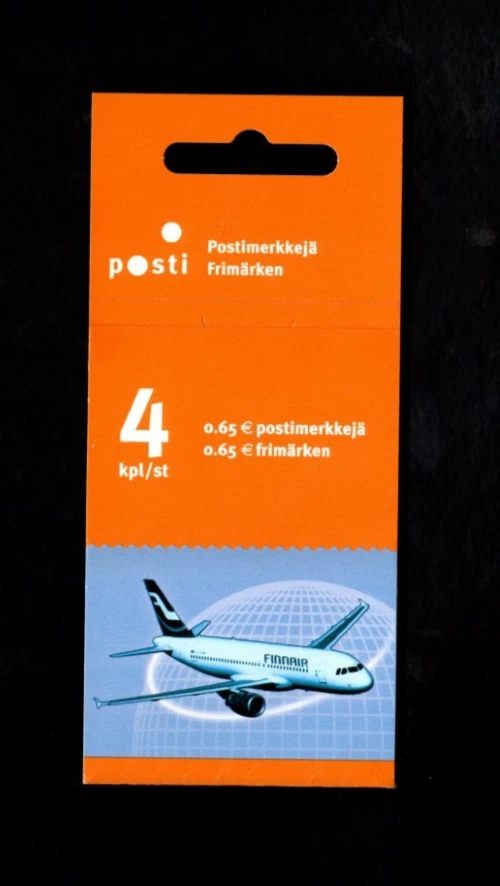 posti
Postimerkkejä
Frimärken
4
kpl/st
0.65 € postimerkkejä
0.65 € frimärken
FINNAIR